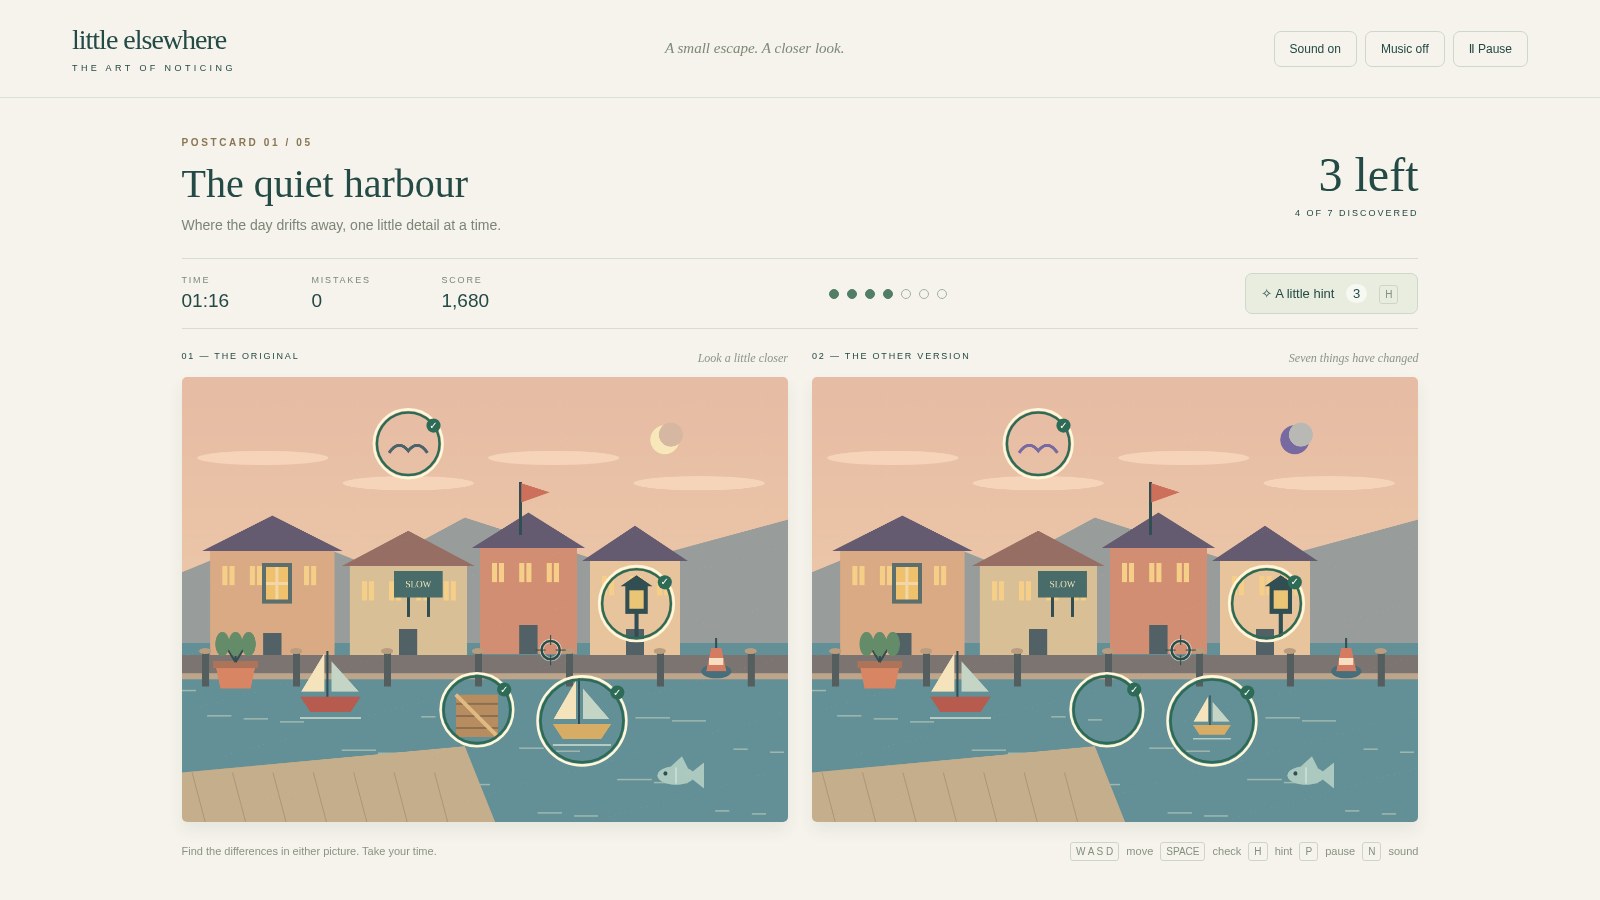 little elsewhere
THE ART OF NOTICING
A small escape. A closer look.
Sound on
Music off
Ⅱ Pause
POSTCARD 01 / 05
The quiet harbour
Where the day drifts away, one little detail at a time.
3 left
4 OF 7 DISCOVERED
TIME
01:16
MISTAKES
0
SCORE
1,680
✧ A little hint 3 H
01 — THE ORIGINAL
Look a little closer
02 — THE OTHER VERSION
Seven things have changed
SLOW
SLOW
Find the differences in either picture. Take your time.
W A S D move SPACE check H hint P pause N sound